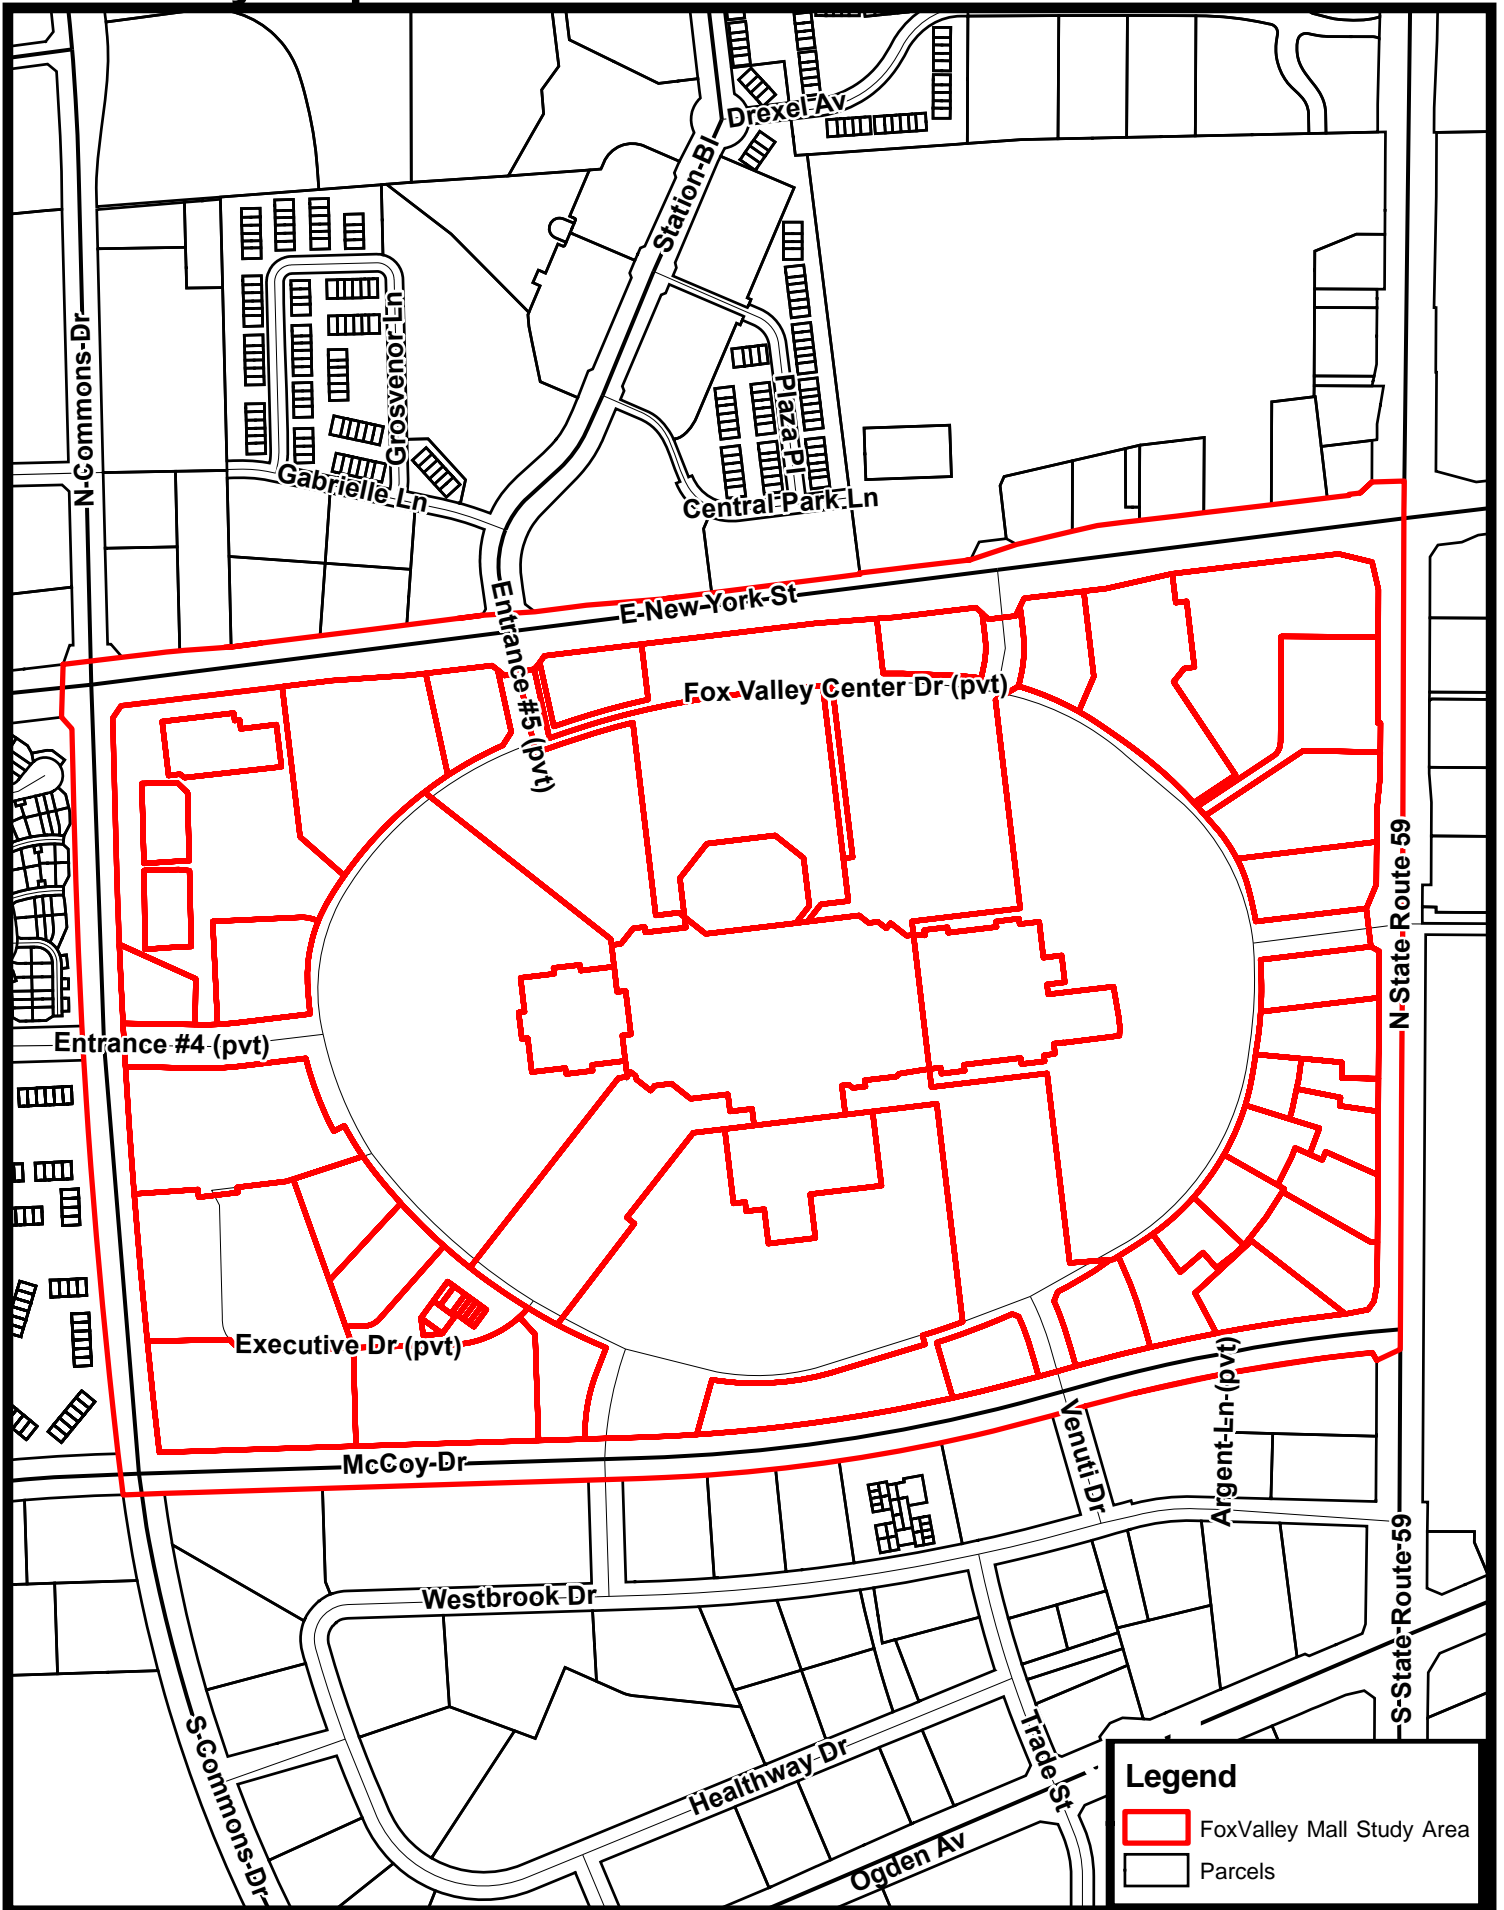 Drexel Av
Station Bl
N Commons Dr
Grosvenor Ln
Plaza Pl
Gabrielle Ln
Central Park Ln
E New York St
Entrance #5 (pvt)
Fox Valley Center Dr (pvt)
N State Route 59
Entrance #4 (pvt)
Executive Dr (pvt)
McCoy Dr
Venuti Dr
Argent Ln (pvt)
Westbrook Dr
S State Route 59
S Commons Dr
Healthway Dr
Trade St
Ogden Av
Legend
FoxValley Mall Study Area
Parcels